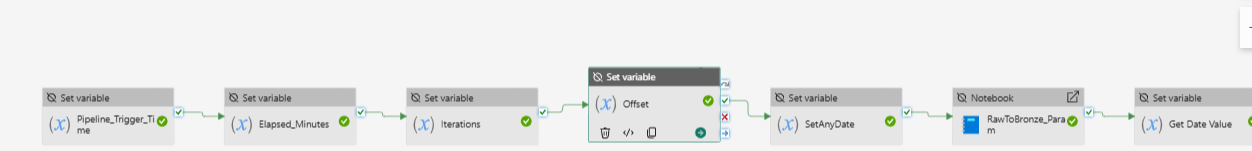 Set variable
(x) Pipeline_Trigger_Ti
me
Set variable
(x) Elapsed_Minutes
Set variable
(x) Iterations
Set variable
(x) Offset
</>
Set variable
(x) SetAnyDate
Notebook
RawToBronze_Para
m
Set variable
(x) Get Date Value